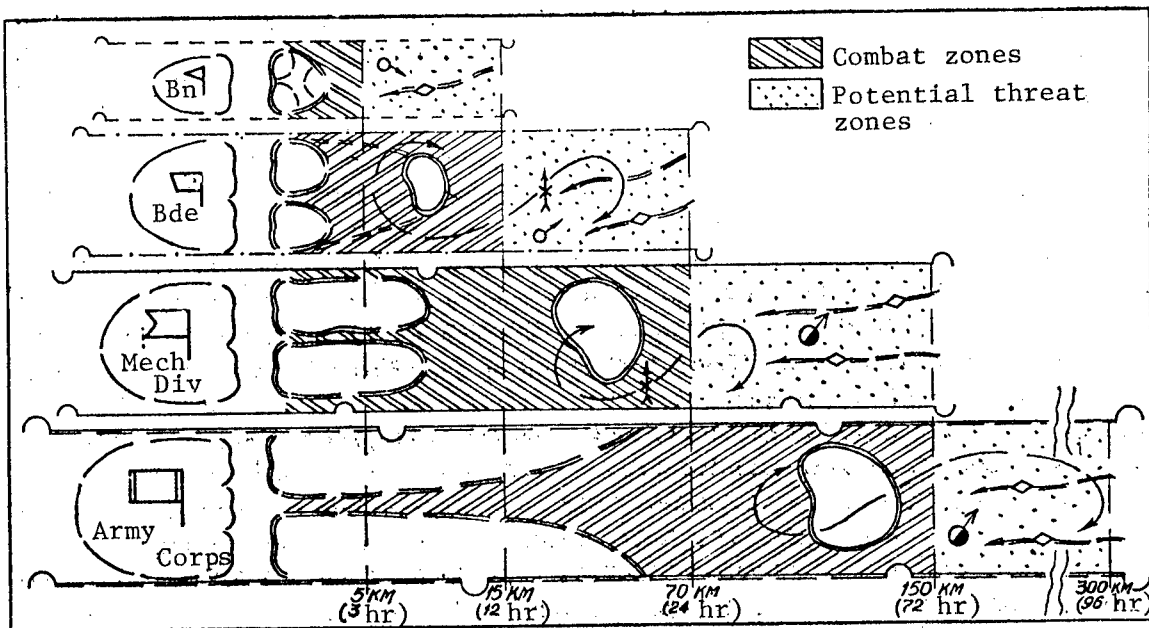 Combat zones
Potential threat
zones
Bn
Bde
Mech
Div
Army
Corps
5 KM
(3 hr)
15 KM
(12 hr)
70 KM
(24 hr)
150 KM
(72 hr)
300 KM
(96 hr)